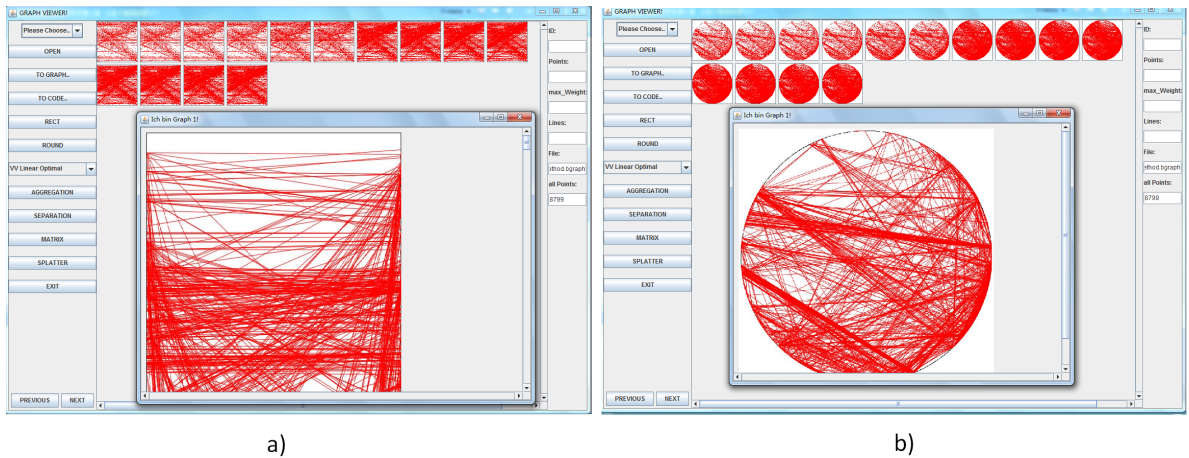 GRAPH VIEWER!
Please Choose..
OPEN
TO GRAPH..
TO CODE..
RECT
ROUND
VV Linear Optimal
AGGREGATION
SEPARATION
MATRIX
SPLATTER
EXIT
PREVIOUS NEXT
Ich bin Graph 1!
ID:
Points:
max_Weight:
Lines:
File:
ethod.bgraph
all Points:
8799
a)
GRAPH VIEWER!
Please Choose..
OPEN
TO GRAPH..
TO CODE..
RECT
ROUND
VV Linear Optimal
AGGREGATION
SEPARATION
MATRIX
SPLATTER
EXIT
PREVIOUS NEXT
Ich bin Graph 1!
ID:
Points:
max_Weight:
Lines:
File:
ethod.bgraph
all Points:
8799
b)